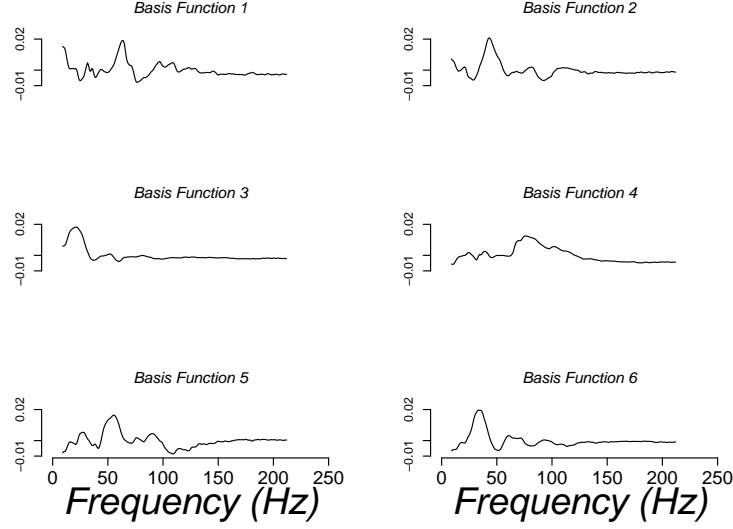 Basis Function 1
Basis Function 2
0.02
-0.01
0.02
-0.01
Basis Function 3
Basis Function 4
0.02
-0.01
0.02
-0.01
Basis Function 5
Basis Function 6
0.02
-0.01
0.02
-0.01
0 50 100 150 200 250
0 50 100 150 200 250
Frequency (Hz)
Frequency (Hz)